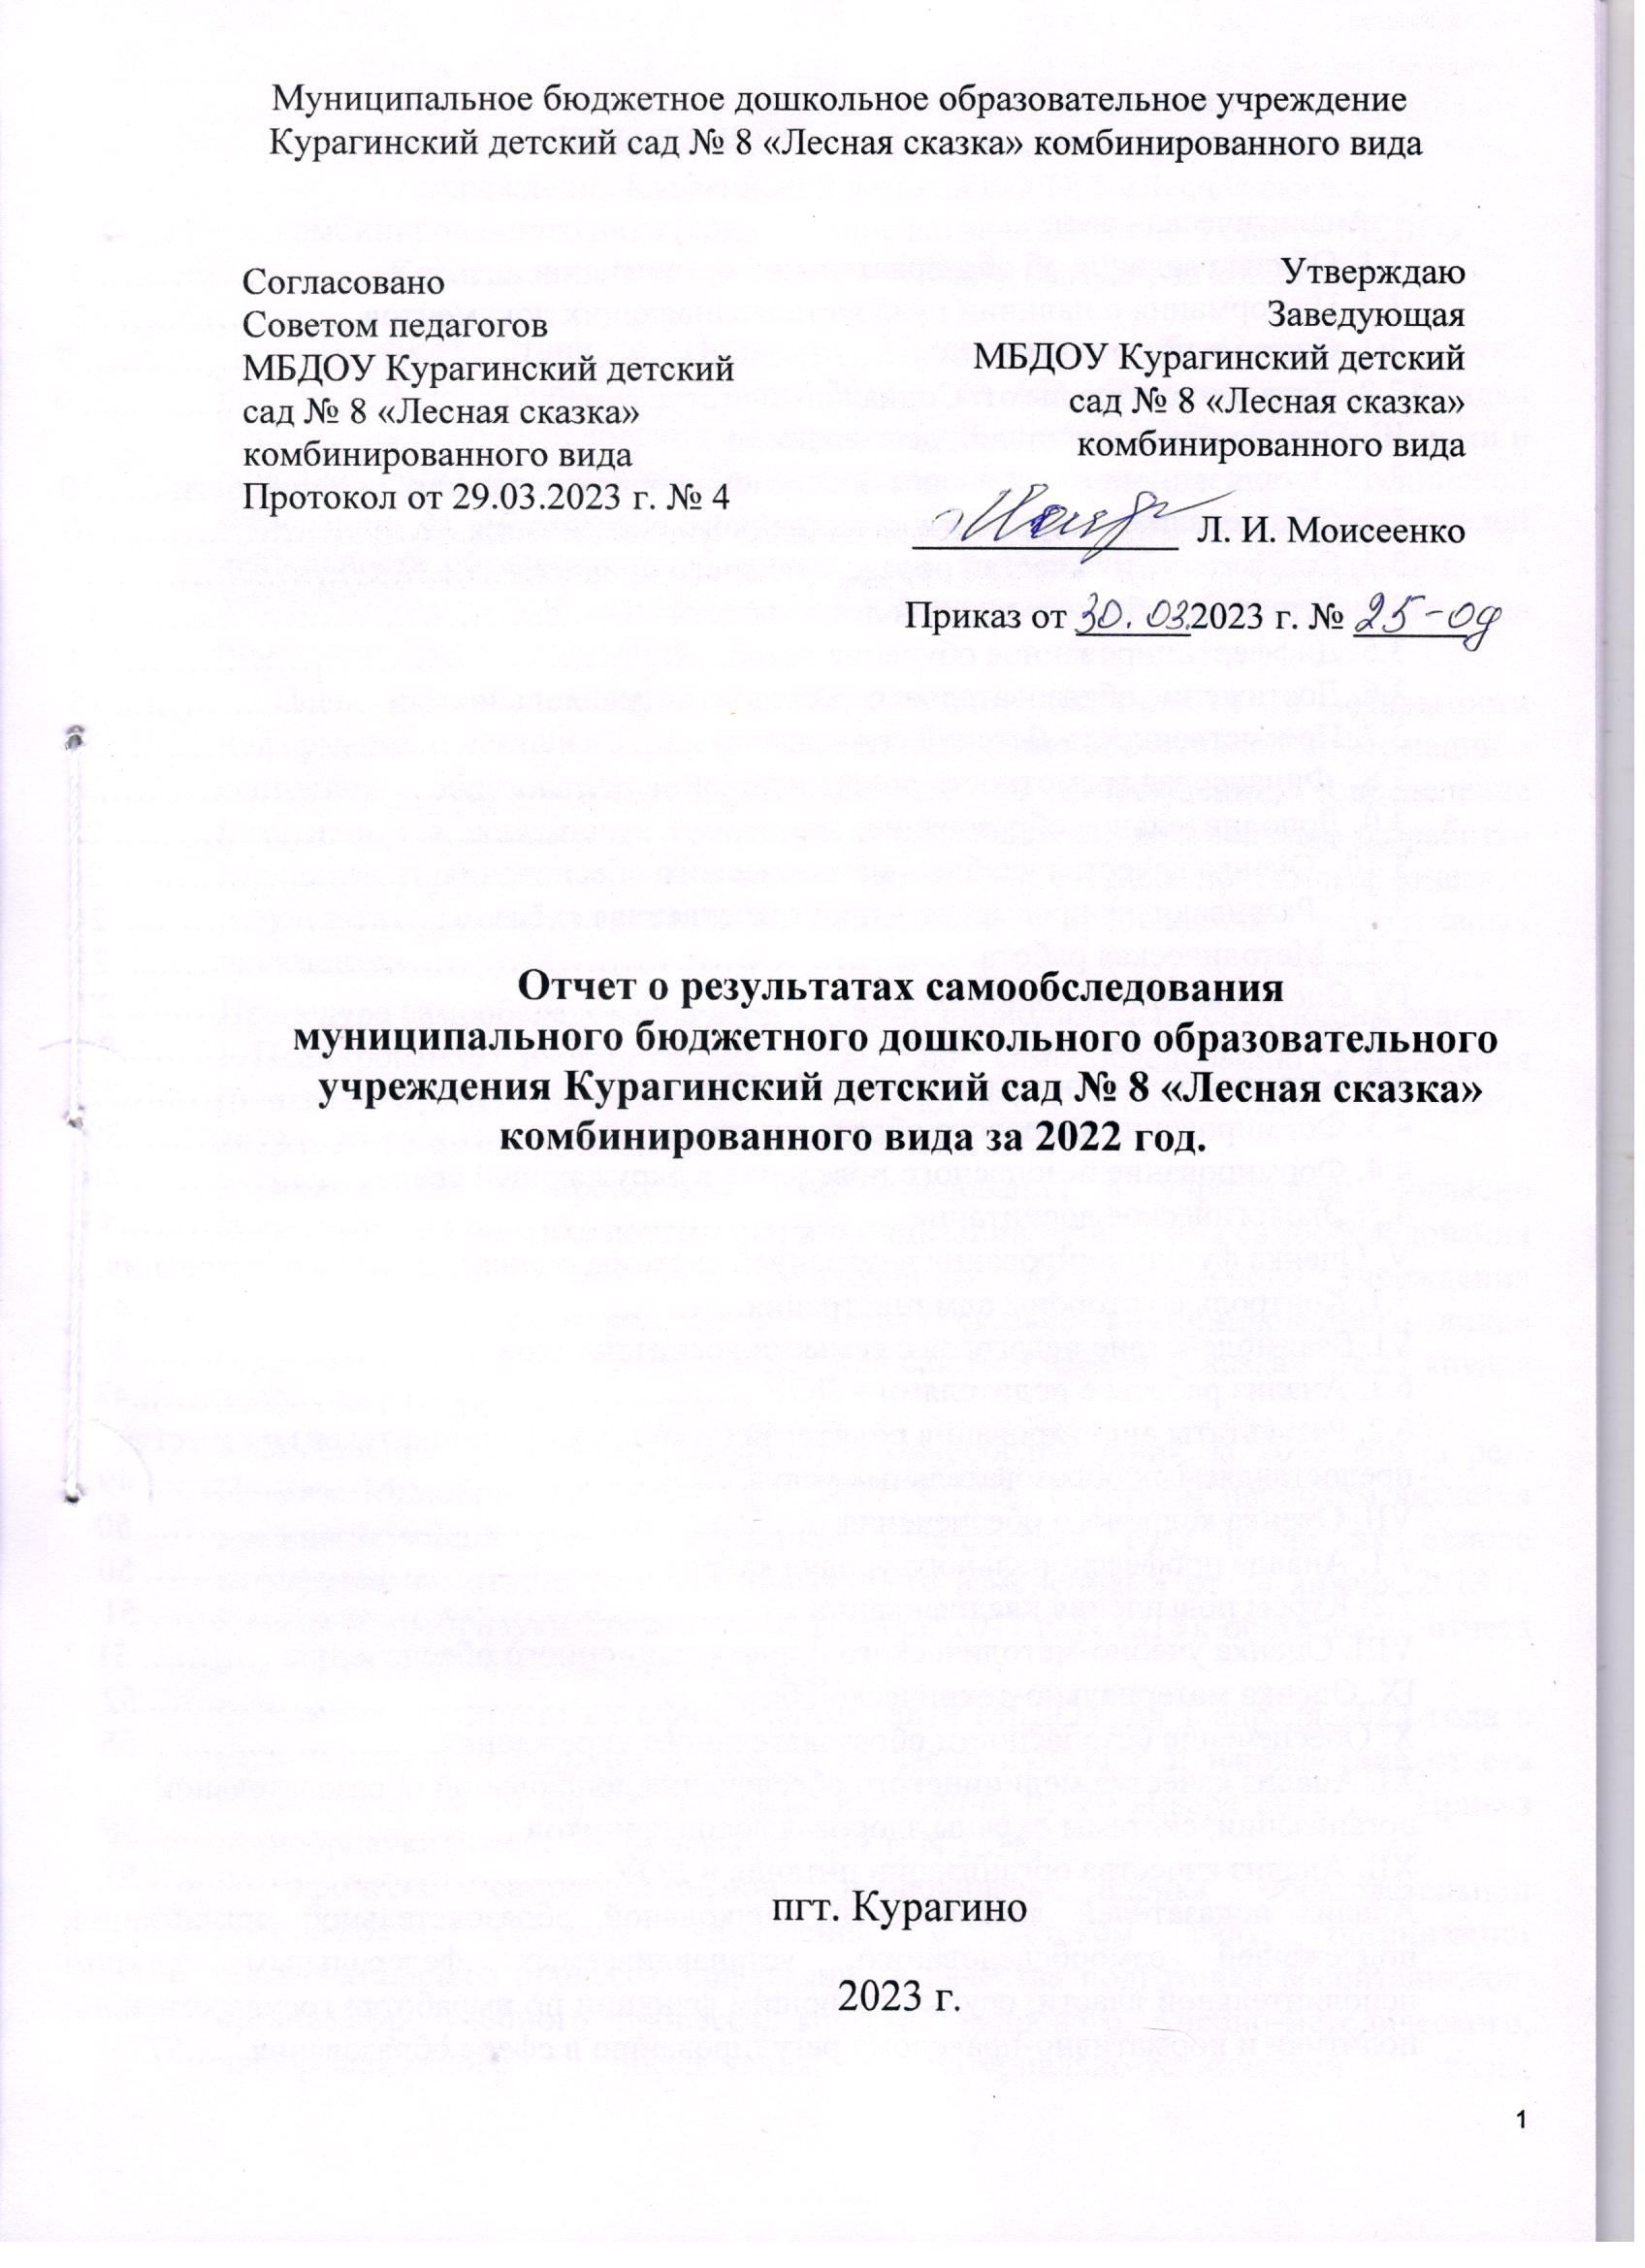 Муниципальное бюджетное дошкольное образовательное учреждение
Курагинский детский сад № 8 «Лесная сказка» комбинированного вида
Согласовано
Советом педагогов
МБДОУ Курагинский детский
сад № 8 «Лесная сказка»
комбинированного вида
Протокол от 29.03.2023 г. № 4
Утверждаю
Заведующая
МБДОУ Курагинский детский
сад № 8 «Лесная сказка»
комбинированного вида
Л. И. Моисеенко
Приказ от 30.03.2023 г. № 25-од
Отчет о результатах самообследования
муниципального бюджетного дошкольного образовательного
учреждения Курагинский детский сад № 8 «Лесная сказка»
комбинированного вида за 2022 год.
пгт. Курагино
2023 г.
1